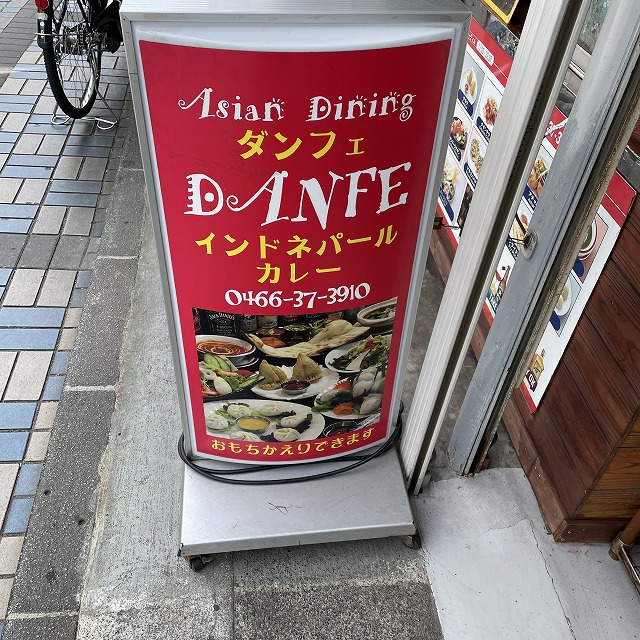 Asian Dining
ダンフェ
DANFE
インドネパール
カレー
0466-37-3910
おもちかえりできます